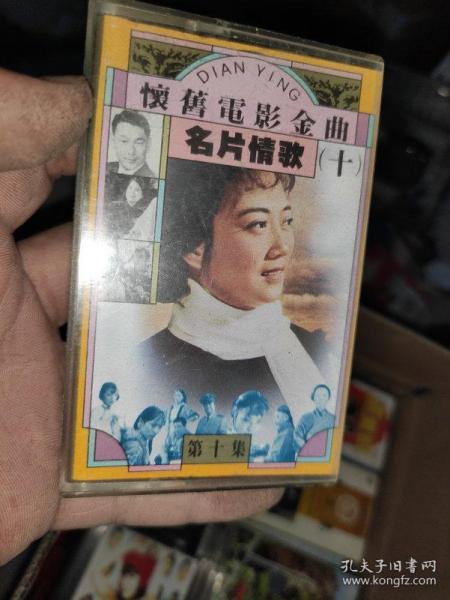 DIAN YING
懷舊電影金曲
(十)
名片情歌
第十集
孔夫子旧书网
www.kongfz.com